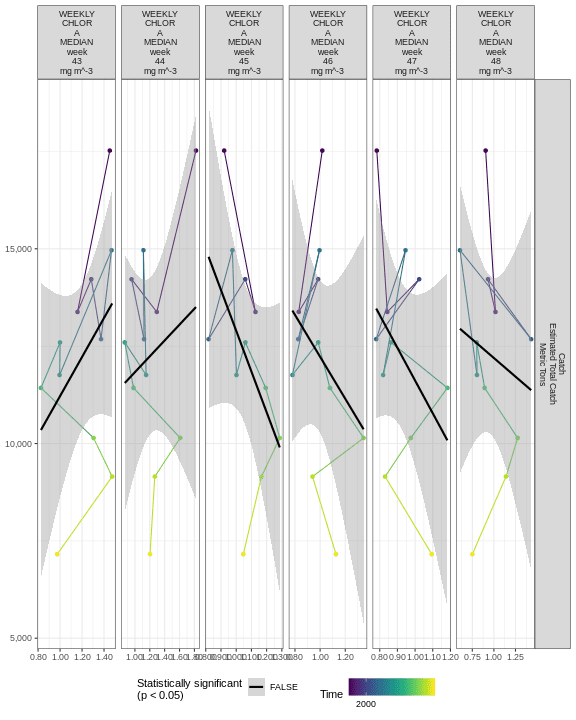 WEEKLY
CHLOR
A
MEDIAN
week
43
mg m^-3
WEEKLY
CHLOR
A
MEDIAN
week
44
mg m^-3
WEEKLY
CHLOR
A
MEDIAN
week
45
mg m^-3
WEEKLY
CHLOR
A
MEDIAN
week
46
mg m^-3
WEEKLY
CHLOR
A
MEDIAN
week
47
mg m^-3
WEEKLY
CHLOR
A
MEDIAN
week
48
mg m^-3
15,000
10,000
5,000
Catch
Estimated Total Catch
Metric Tons
0.80 1.00 1.20 1.40
1.00 1.20 1.40 1.60 1.80
0.80 0.90 1.00 1.10 1.20 1.30
0.80 1.00 1.20
0.80 0.90 1.00 1.10 1.20
0.75 1.00 1.25
Statistically significant
(p < 0.05)
FALSE
Time
2000